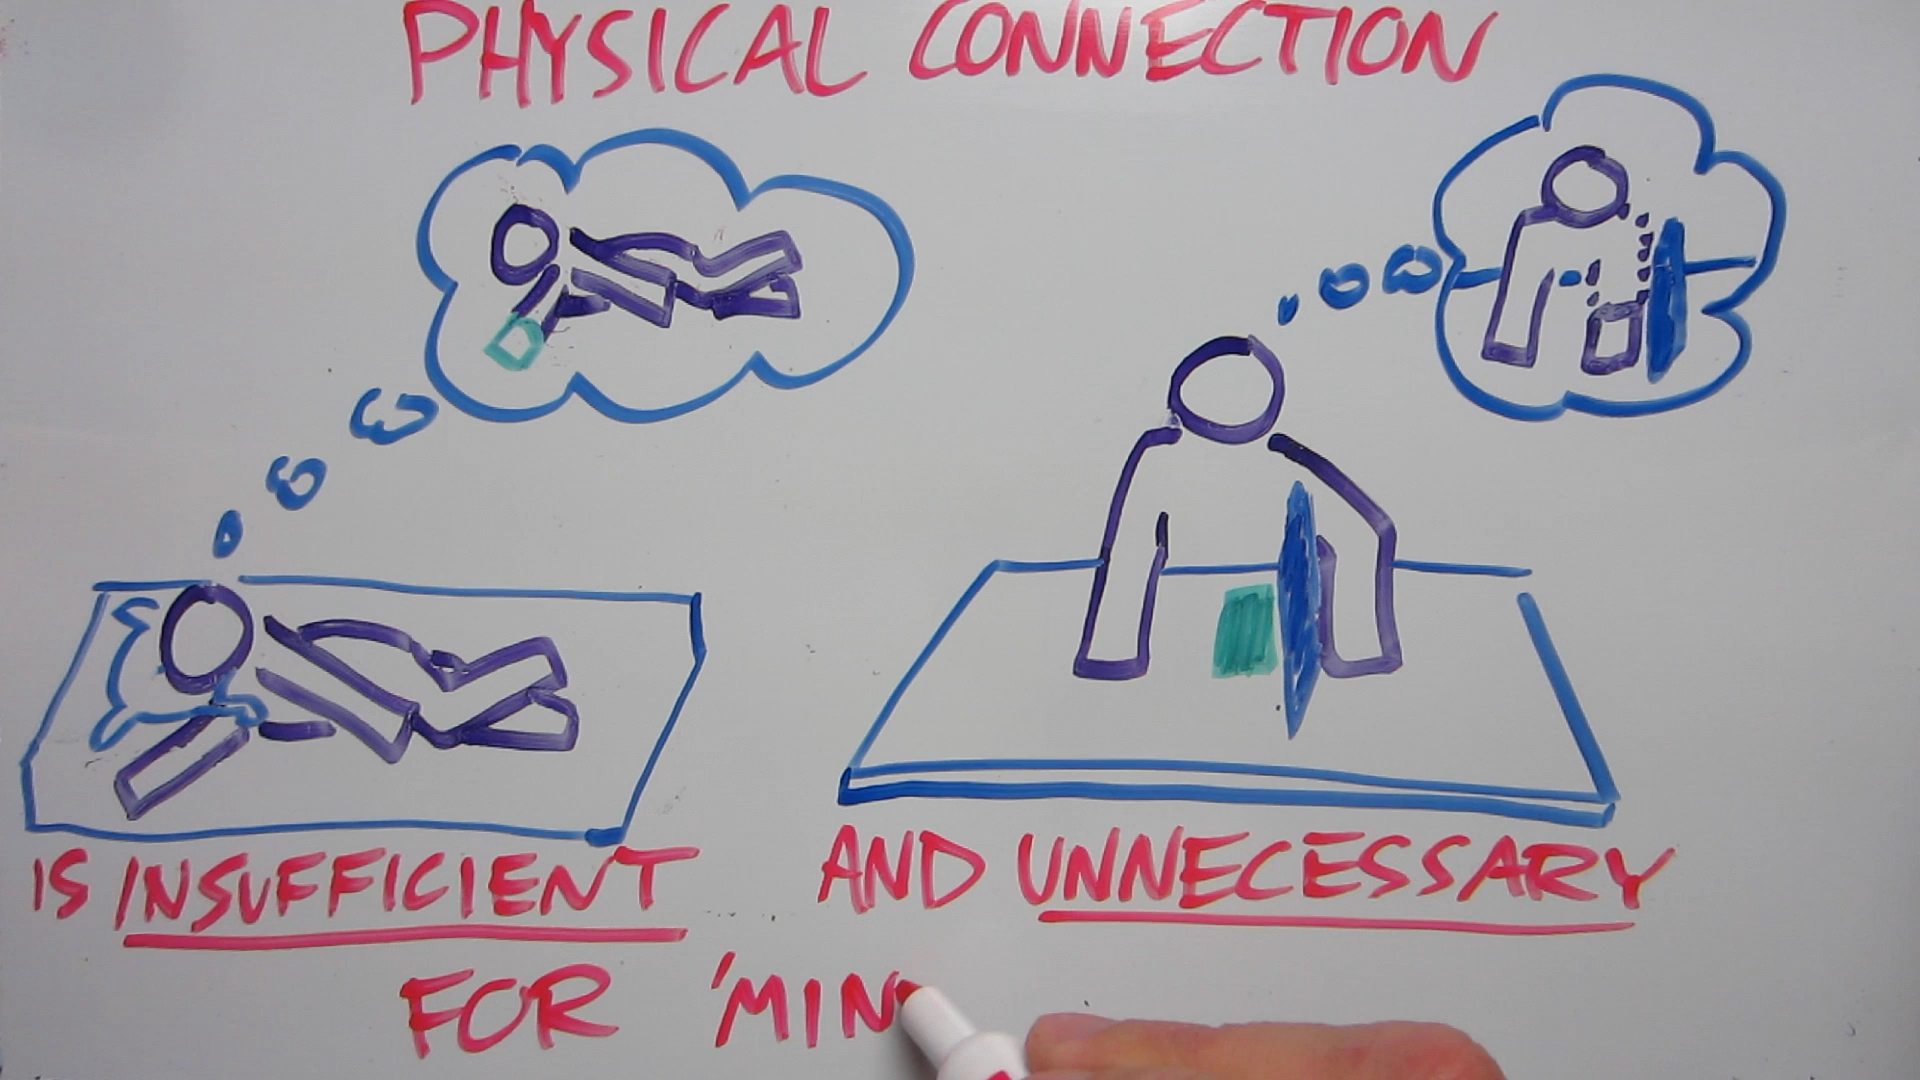 PHYSICAL CONNECTION
IS INSUFFICIENT AND UNNECESSARY
FOR 'MIN